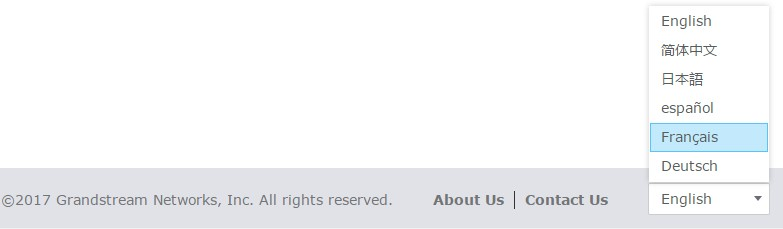 English
简体中文
日本語
español
Français
Deutsch
©2017 Grandstream Networks, Inc. All rights reserved. About Us | Contact Us English